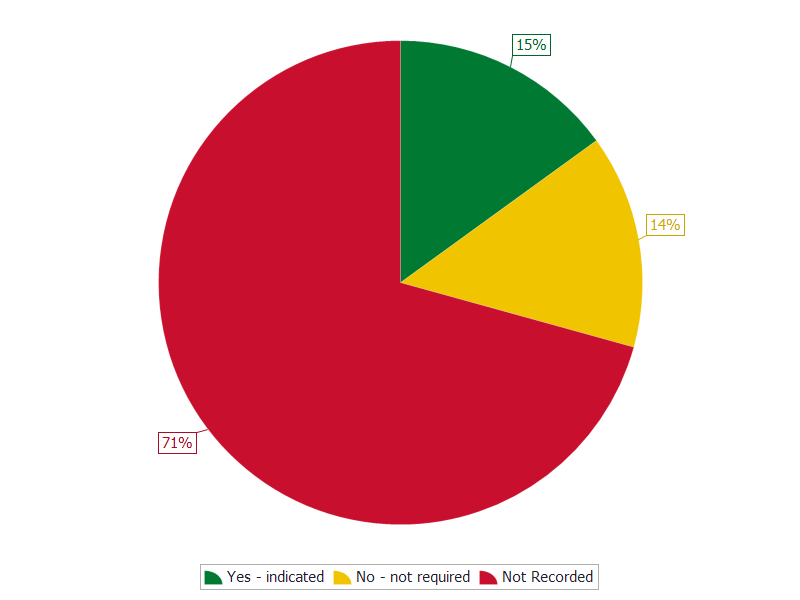 15%
14%
71%
Yes - indicated No - not required Not Recorded